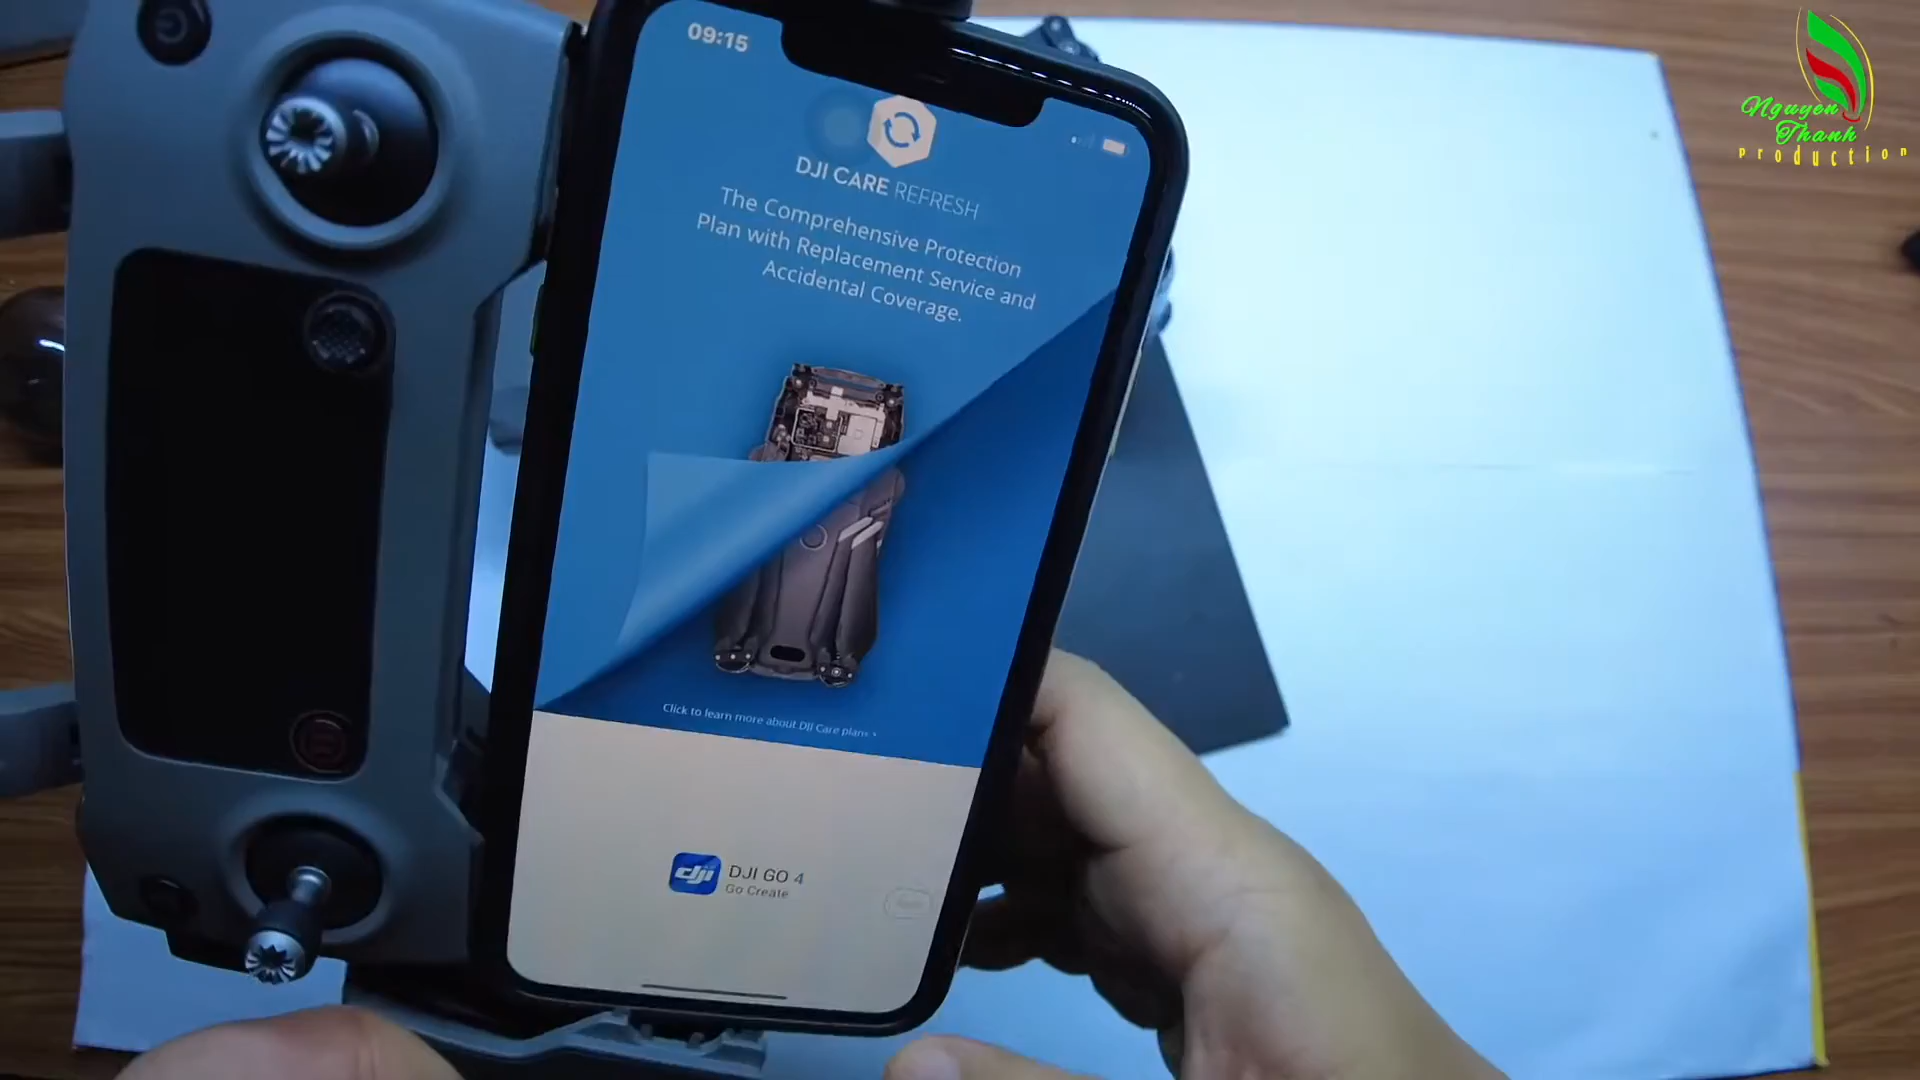 09:15
DJI CARE REFRESH
The Comprehensive Protection
Plan with Replacement Service and
Accidental Coverage.
Click to learn more about DJI Care plans
dji
DJI GO 4
Go Create
Nguyen
Thanh
production